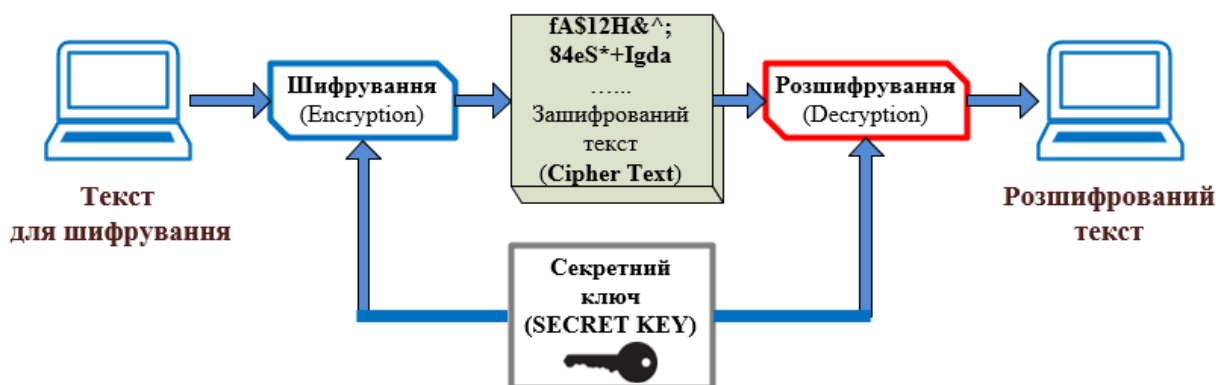 Текст
для шифрування
Шифрування
(Encryption)
fA$12H&^;
84eS*+Igda
…...
Зашифрований
текст
(Cipher Text)
Розшифрування
(Decryption)
Розшифрований
текст
Секретний
ключ
(SECRET KEY)